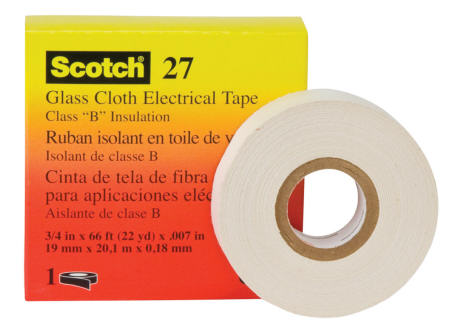 Scotch 27
Glass Cloth Electrical Tape
Class “B” Insulation
Ruban isolant en toile de
Isolant de classe B
Cinta de tela de fibra
para aplicaciones
Aislante de clase B
3/4 in x 66 ft (22 yd) x .007 in
19 mm x 20,1 m x 0,18 mm
1